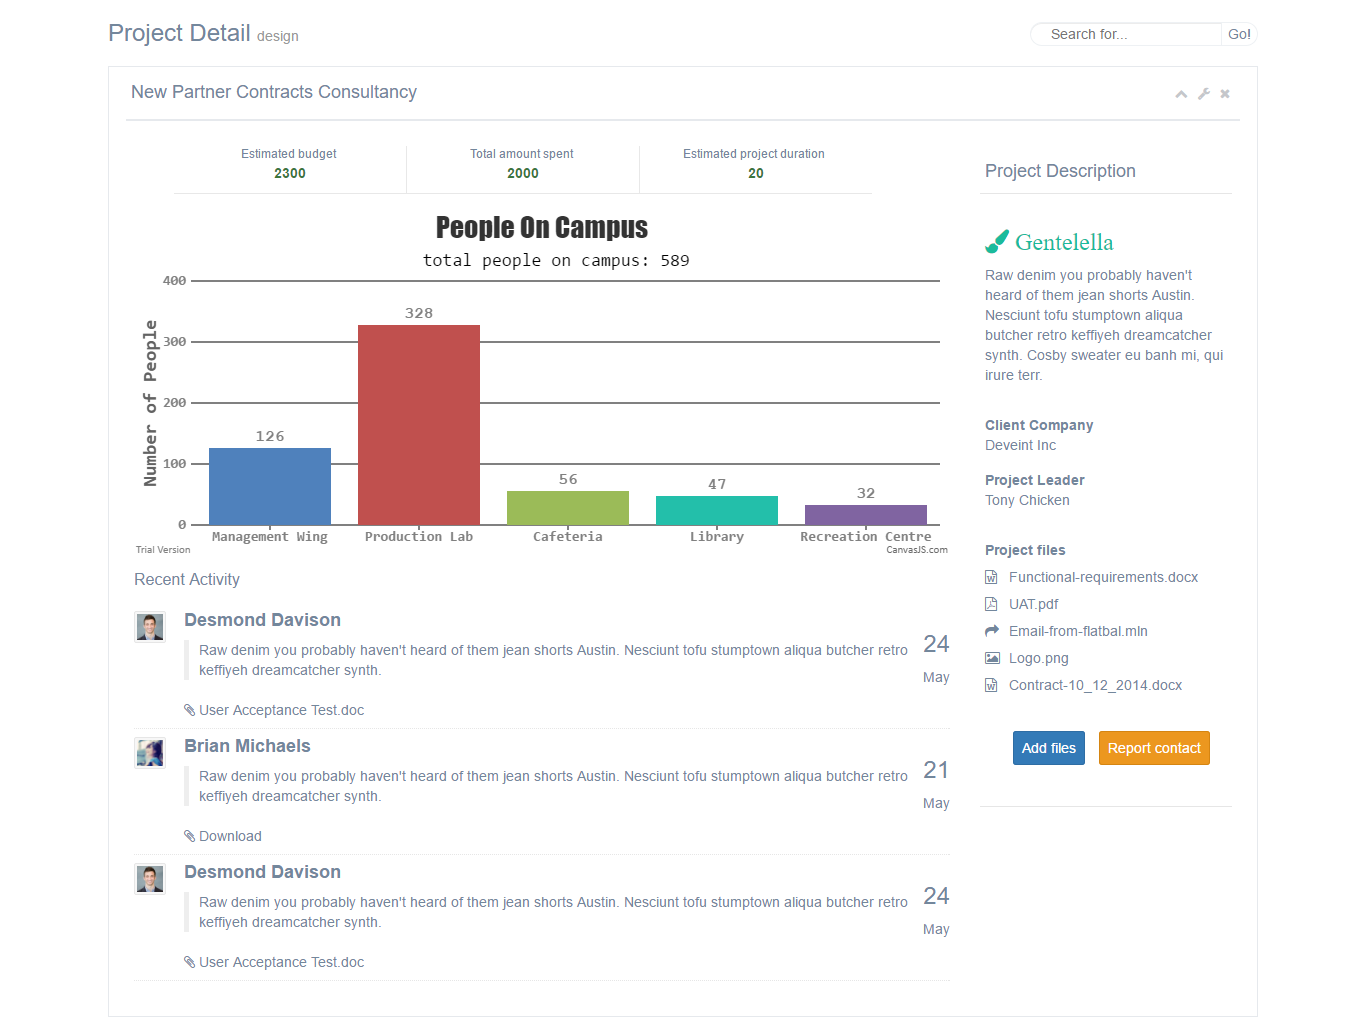 Project Detail design
Search for...
Go!
New Partner Contracts Consultancy
Estimated budget
2300
Total amount spent
2000
Estimated project duration
20
People On Campus
total people on campus: 589
Number of People
400
300
200
100
0
126
328
56
47
32
Management Wing
Production Lab
Cafeteria
Library
Recreation Centre
Trial Version
CanvasJS.com
Recent Activity
Desmond Davison
Raw denim you probably haven't heard of them jean shorts Austin. Nesciunt tofu stumptown aliqua butcher retro
keffiyeh dreamcatcher synth.
24
May
User Acceptance Test.doc
Brian Michaels
Raw denim you probably haven't heard of them jean shorts Austin. Nesciunt tofu stumptown aliqua butcher retro
keffiyeh dreamcatcher synth.
21
May
Download
Desmond Davison
Raw denim you probably haven't heard of them jean shorts Austin. Nesciunt tofu stumptown aliqua butcher retro
keffiyeh dreamcatcher synth.
24
May
User Acceptance Test.doc
Project Description
Gentelella
Raw denim you probably haven't
heard of them jean shorts Austin.
Nesciunt tofu stumptown aliqua
butcher retro keffiyeh dreamcatcher
synth. Cosby sweater eu banh mi, qui
irure terr.
Client Company
Deveint Inc
Project Leader
Tony Chicken
Project files
Functional-requirements.docx
UAT.pdf
Email-from-flatbal.mln
Logo.png
Contract-10_12_2014.docx
Add files
Report contact